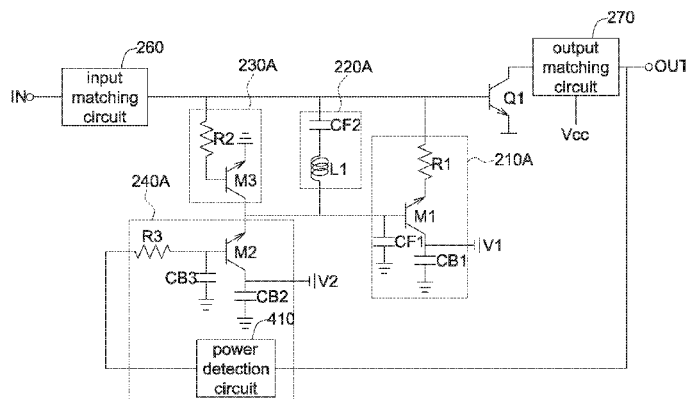 260
230A
220A
270
IN
input
matching
circuit
output
matching
circuit
OUT
Q1
Vcc
R2
CF2
L1
M3
R1
210A
240A
M1
R3
M2
CF1
V1
CB1
CB3
V2
CB2
410
power
detection
circuit